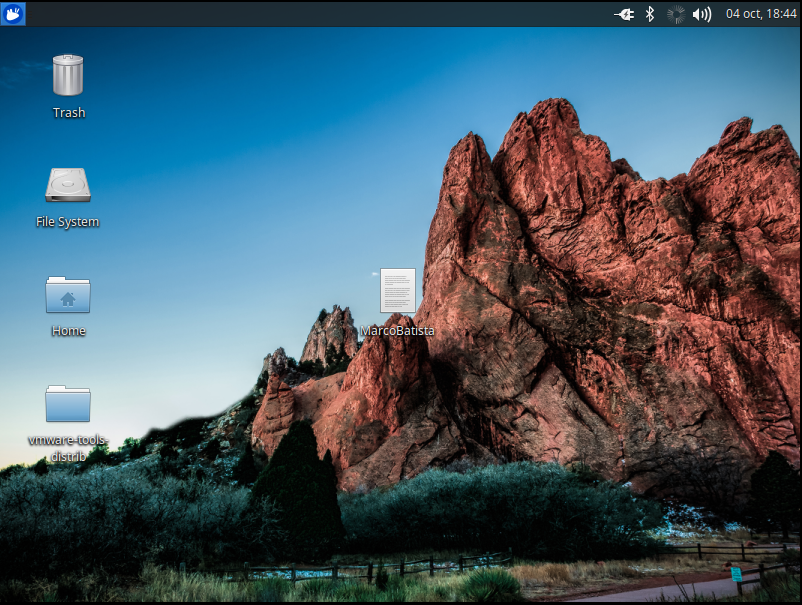 04 oct, 18:44
Trash
File System
Home
MarcoBatista
vmware-tools-
distrib